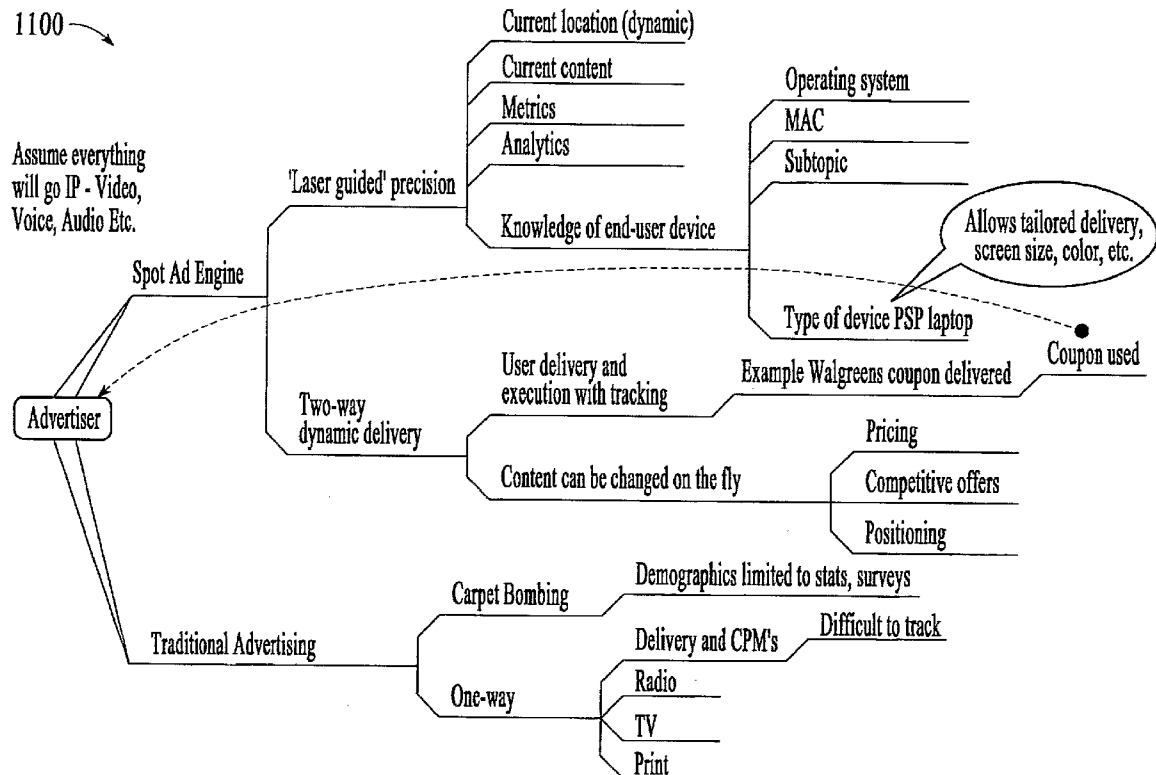 1100
Assume everything
will go IP - Video,
Voice, Audio Etc.
Advertiser
Spot Ad Engine
'Laser guided' precision
Current location (dynamic)
Current content
Metrics
Analytics
Knowledge of end-user device
Operating system
MAC
Subtopic
Type of device PSP laptop
Allows tailored delivery,
screen size, color, etc.
Two-way
dynamic delivery
User delivery and
execution with tracking
Example Walgreens coupon delivered
Coupon used
Content can be changed on the fly
Pricing
Competitive offers
Positioning
Traditional Advertising
Carpet Bombing
Demographics limited to stats, surveys
One-way
Delivery and CPM's
Difficult to track
Radio
TV
Print